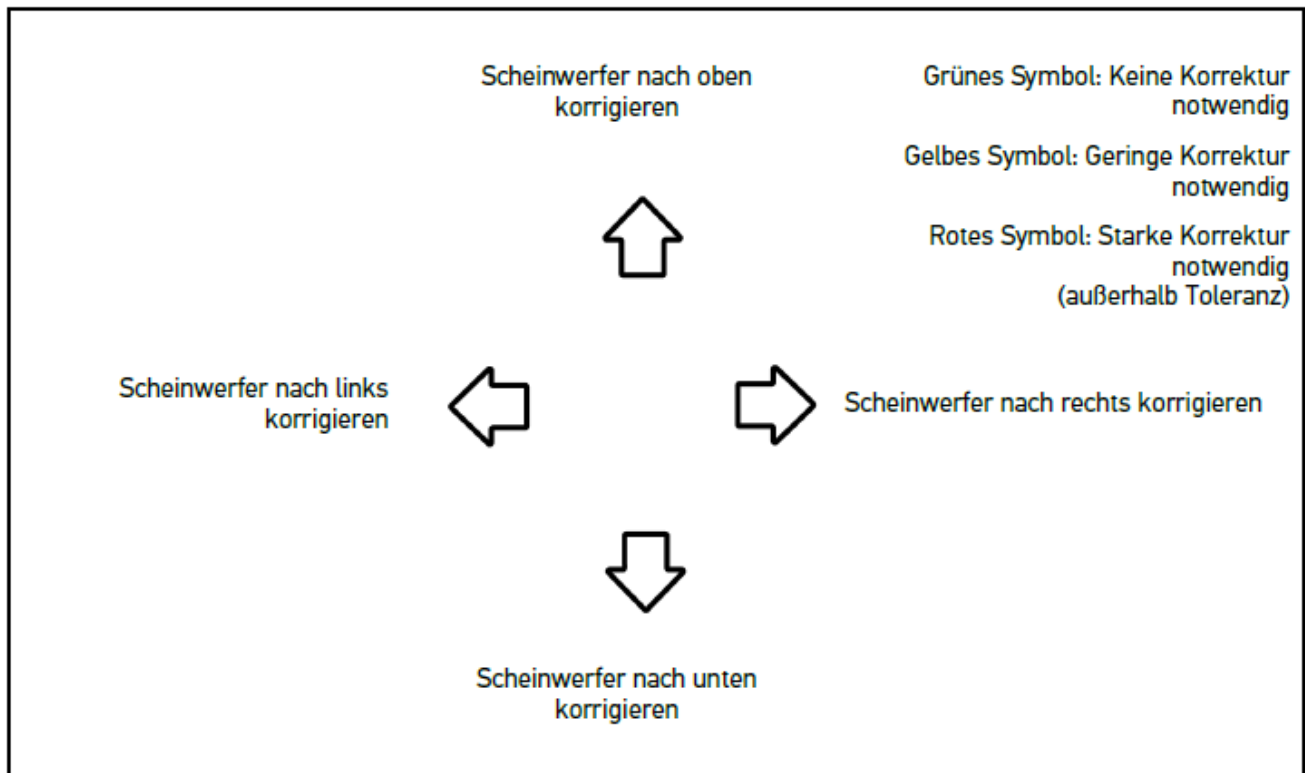 Scheinwerfer nach oben
korrigieren
Grünes Symbol: Keine Korrektur
notwendig
Gelbes Symbol: Geringe Korrektur
notwendig
Rotes Symbol: Starke Korrektur
notwendig
(außerhalb Toleranz)
Scheinwerfer nach links
korrigieren
Scheinwerfer nach rechts korrigieren
Scheinwerfer nach unten
korrigieren